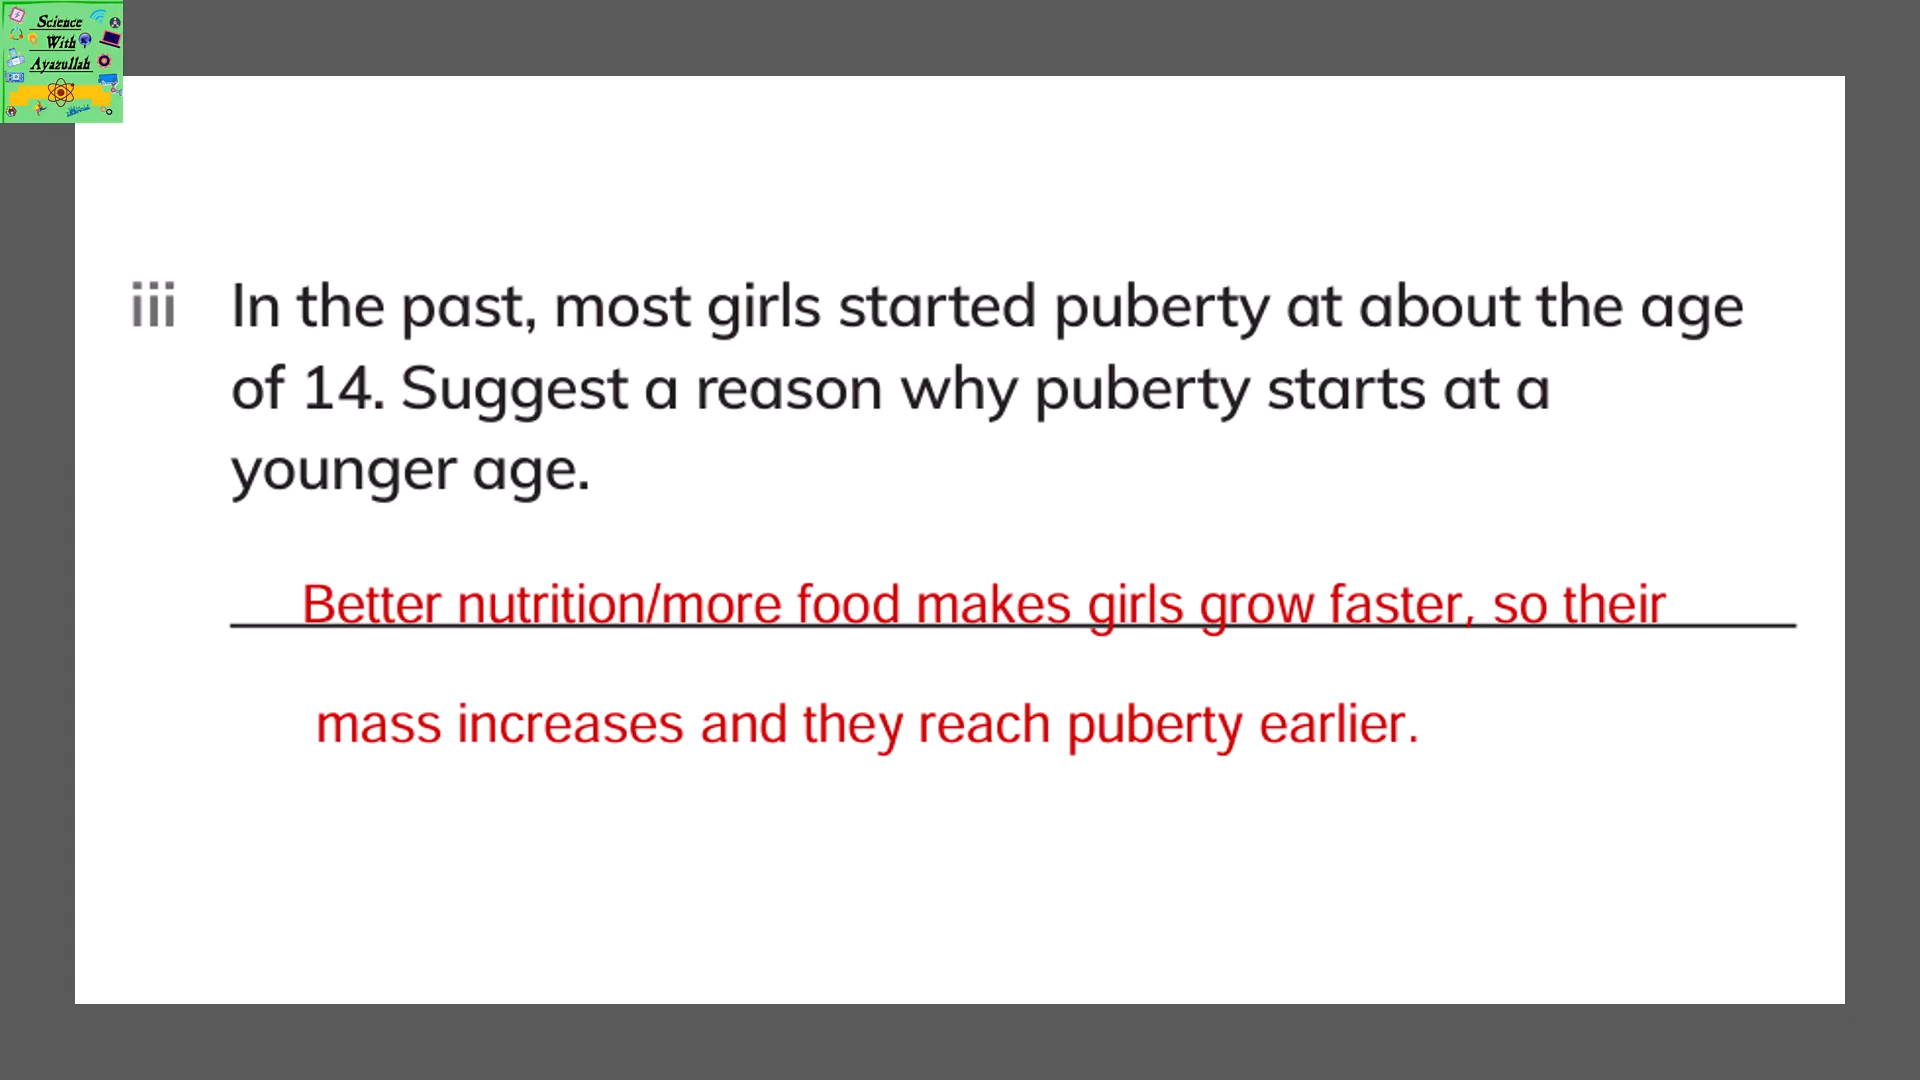 Science
With
Ayazullah
iii In the past, most girls started puberty at about the age
of 14. Suggest a reason why puberty starts at a
younger age.
Better nutrition/more food makes girls grow faster, so their
mass increases and they reach puberty earlier.